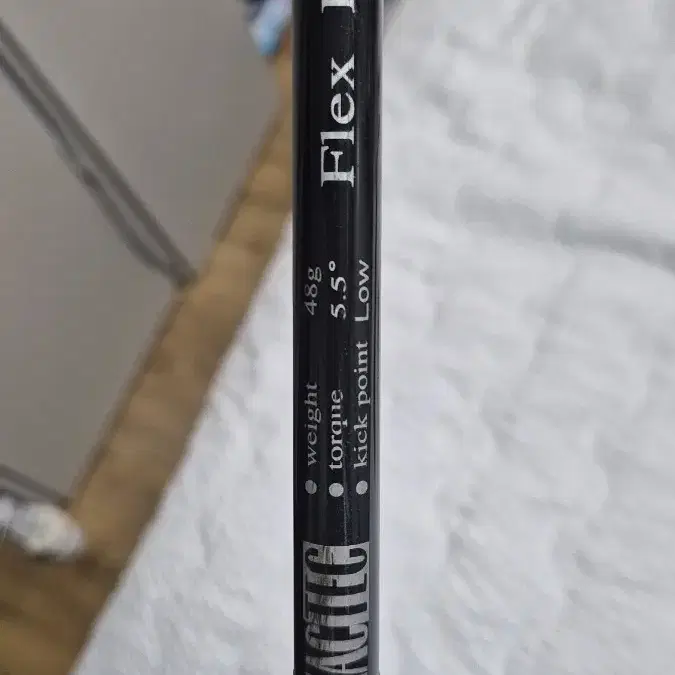 weight 48g
torque 5.5°
kick point Low
Flex